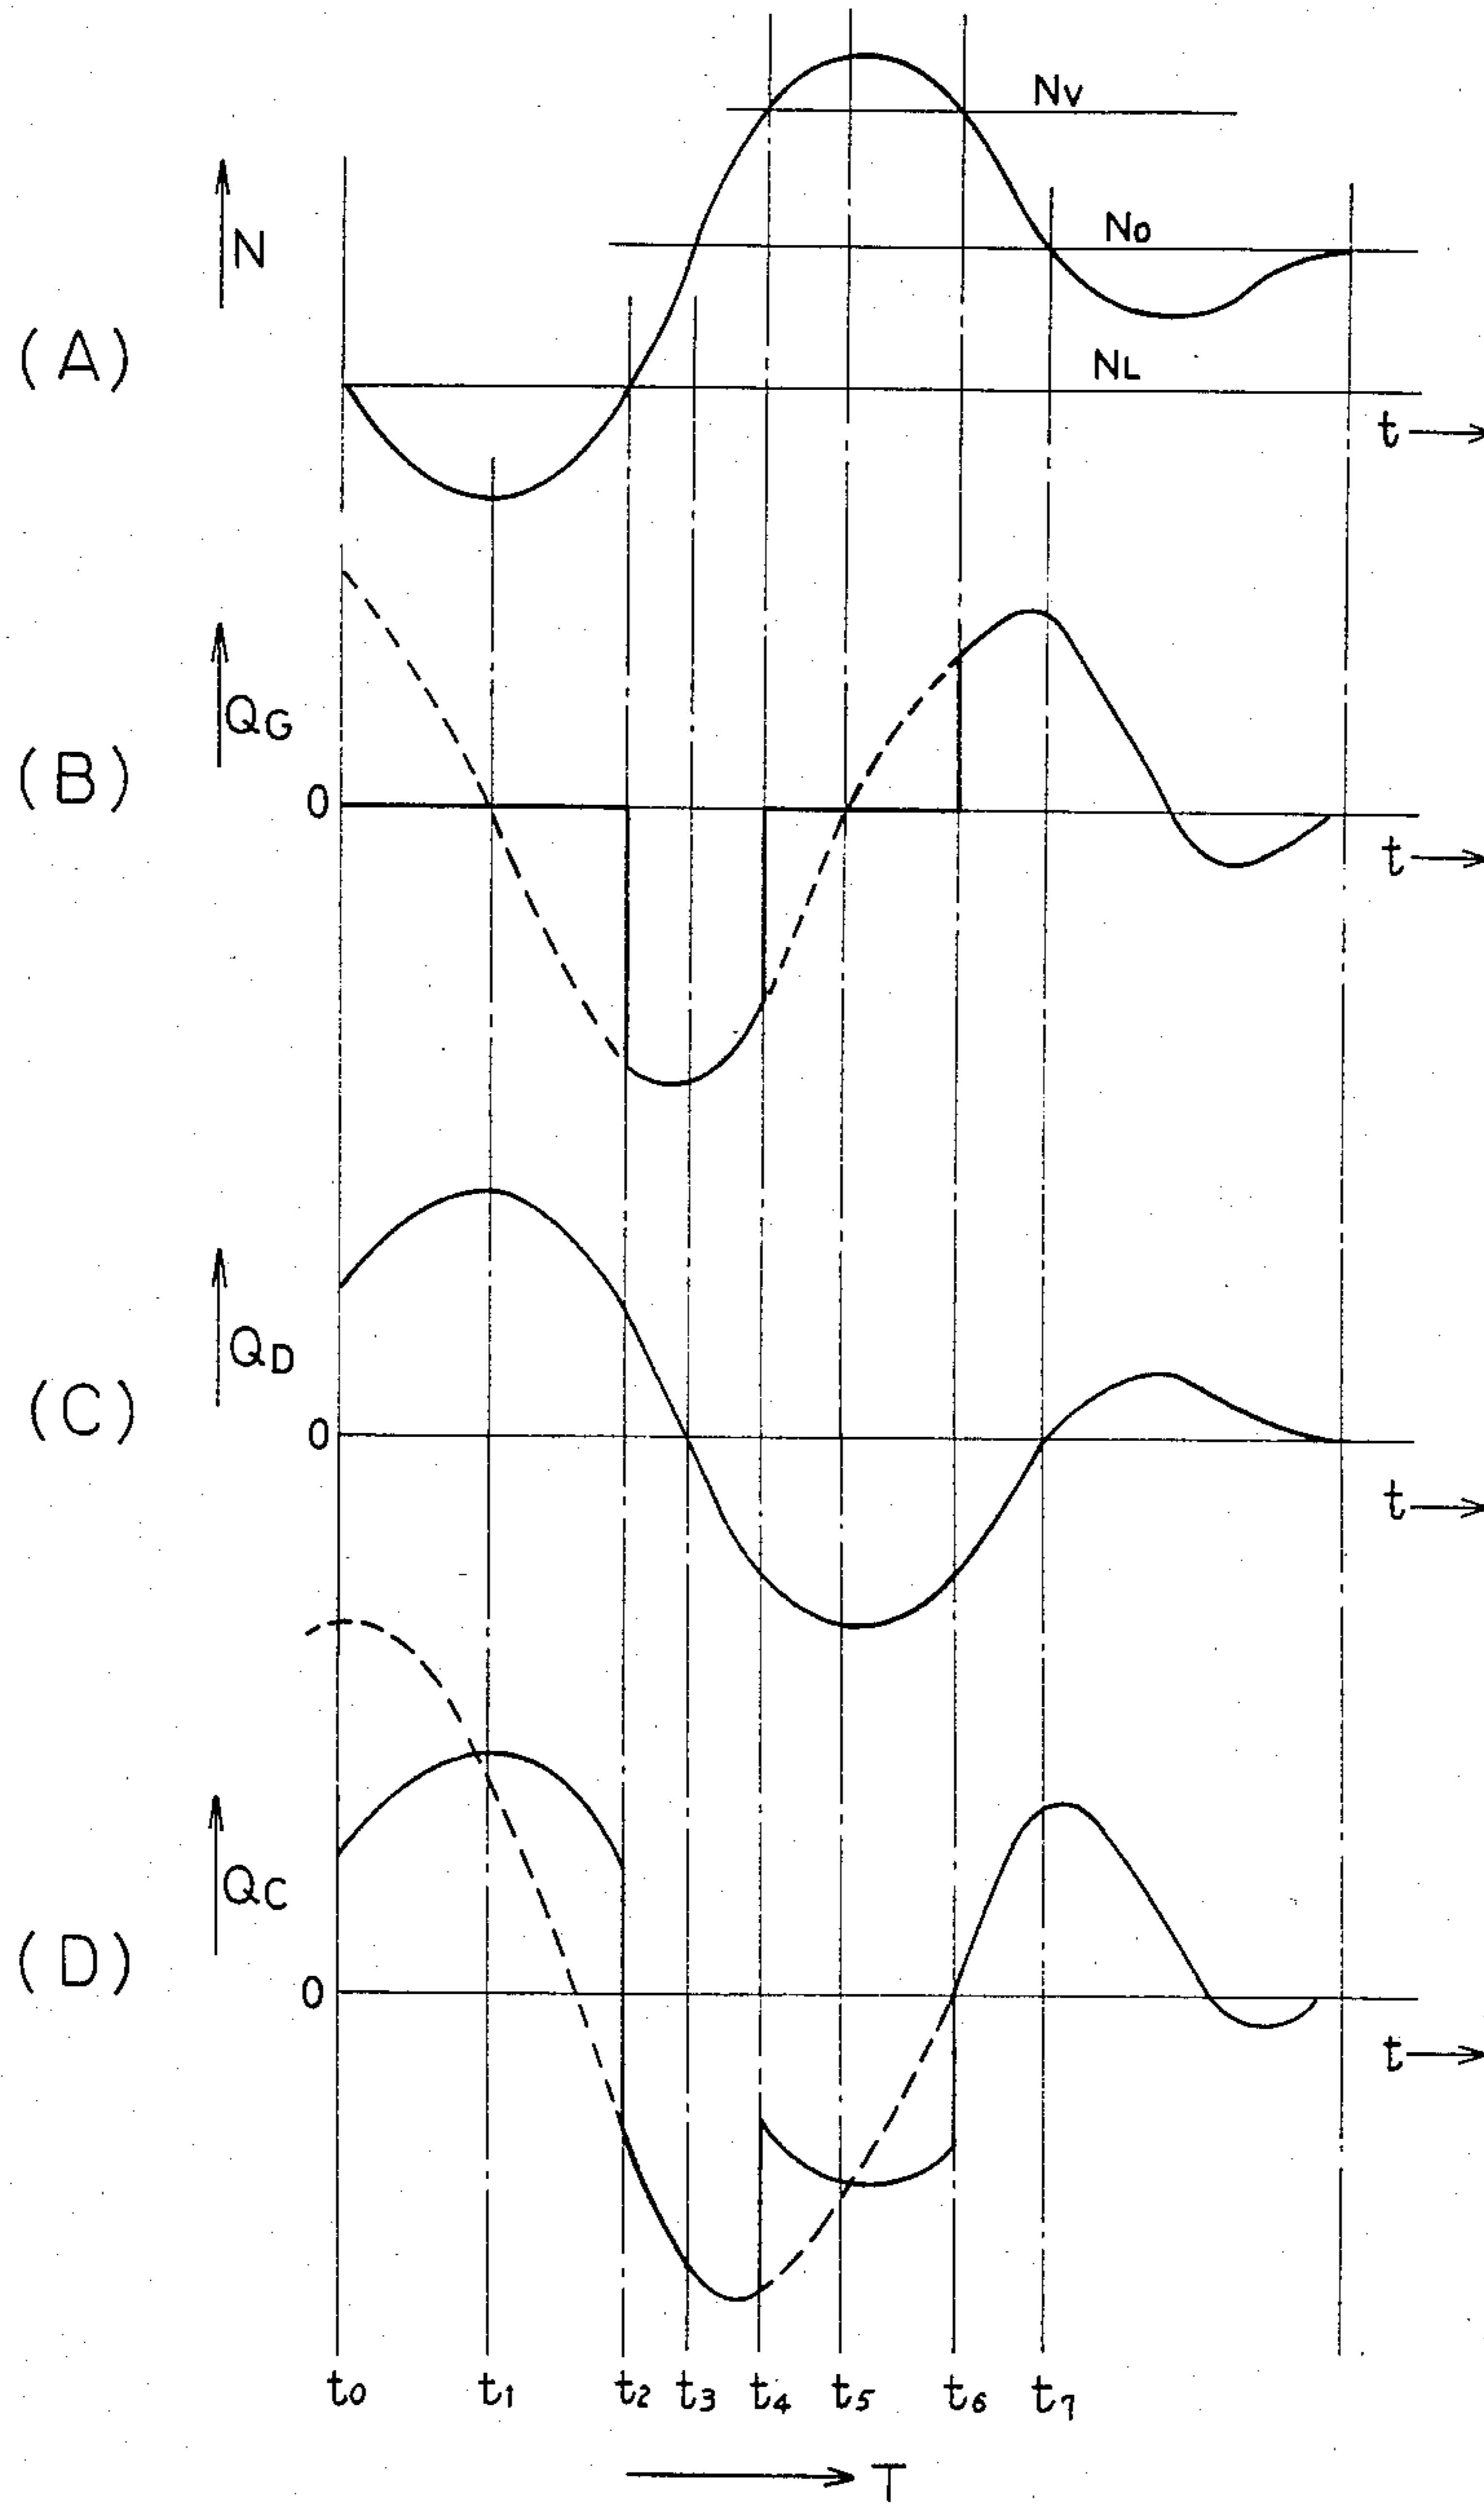 NV
N
NO
(A)
NL
t
QG
(B)
0
t
QD
(C)
0
t
QC
(D)
0
t
t0 t1 t2 t3 t4 t5 t6 t7
T